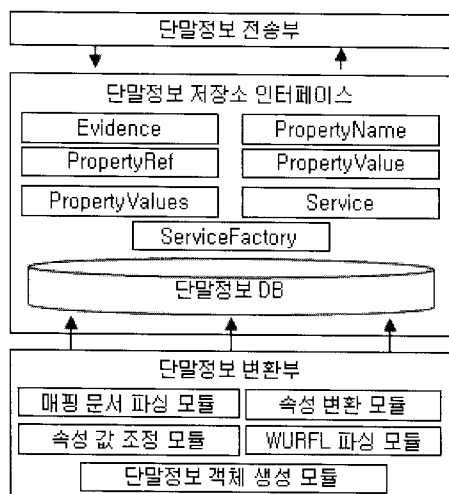 단말정보 전송부
단말정보 저장소 인터페이스
Evidence PropertyName
PropertyRef PropertyValue
PropertyValues Service
ServiceFactory
단말정보 DB
단말정보 변환부
매핑 문서 파싱 모듈 속성 변환 모듈
속성 값 조정 모듈 WURFL 파싱 모듈
단말정보 객체 생성 모듈